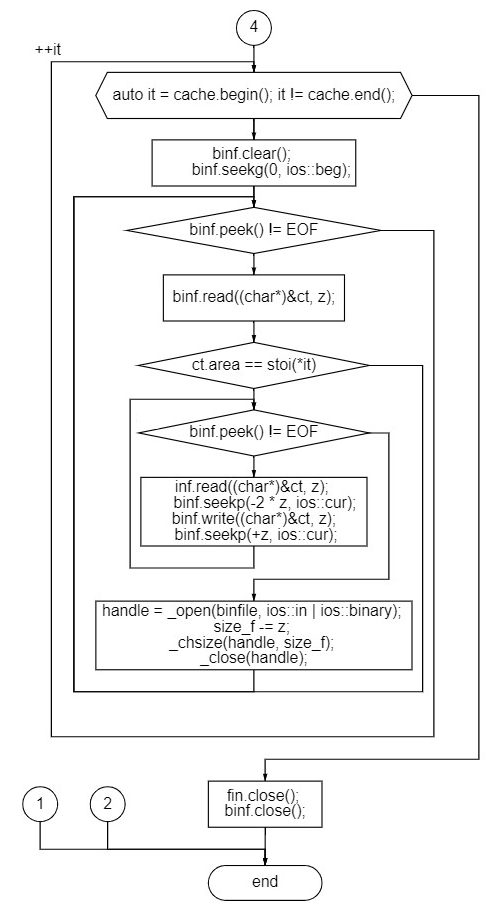 4
++it
auto it = cache.begin(); it != cache.end();
binf.clear();
binf.seekg(0, ios::beg);
binf.peek() != EOF
binf.read((char*)&ct, z);
ct.area == stoi(*it)
binf.peek() != EOF
inf.read((char*)&ct, z);
binf.seekp(-2 * z, ios::cur);
binf.write((char*)&ct, z);
binf.seekp(+z, ios::cur);
handle = _open(binfile, ios::in | ios::binary);
size_f -= z;
_chsize(handle, size_f);
_close(handle);
fin.close();
binf.close();
1
2
end